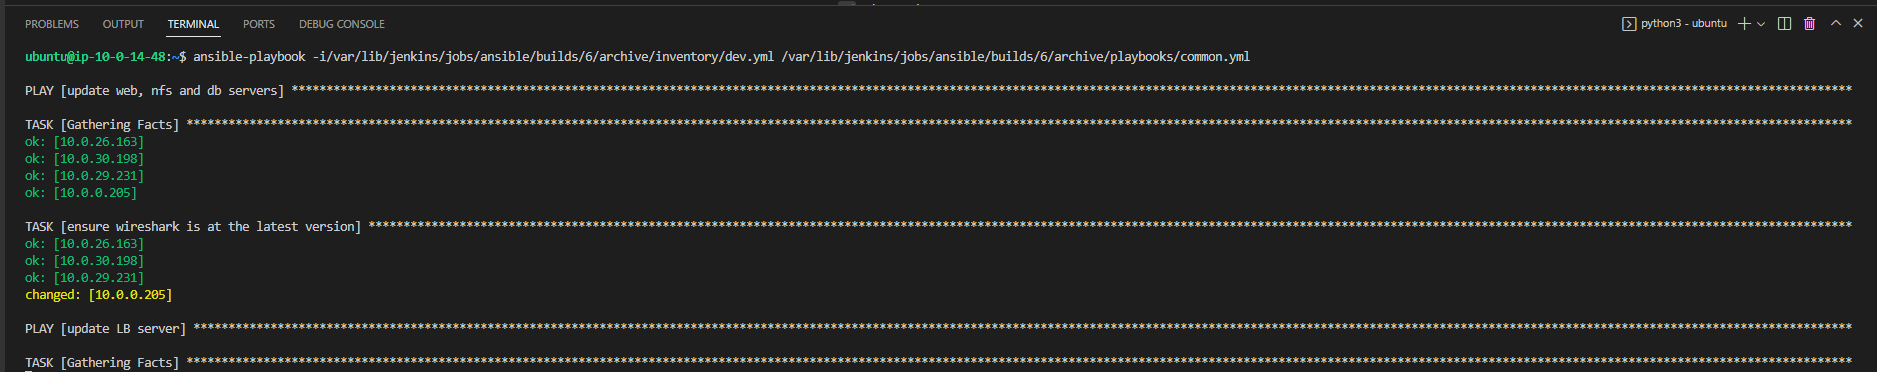 PROBLEMS OUTPUT TERMINAL PORTS DEBUG CONSOLE python3 - ubuntu
ubuntu@ip-10-0-14-48:~$ ansible-playbook -i/var/lib/jenkins/jobs/ansible/builds/6/archive/inventory/dev.yml /var/lib/jenkins/jobs/ansible/builds/6/archive/playbooks/common.yml
PLAY [update web, nfs and db servers] ****************************************************************************************************************************************************************************************************************************
TASK [Gathering Facts] *******************************************************************************************************************************************************************************************************************************************
ok: [10.0.26.163]
ok: [10.0.30.198]
ok: [10.0.29.231]
ok: [10.0.0.205]
TASK [ensure wireshark is at the latest version] *****************************************************************************************************************************************************************************************************************
ok: [10.0.26.163]
ok: [10.0.30.198]
ok: [10.0.29.231]
changed: [10.0.0.205]
PLAY [update LB server] ******************************************************************************************************************************************************************************************************************************************
TASK [Gathering Facts] *******************************************************************************************************************************************************************************************************************************************